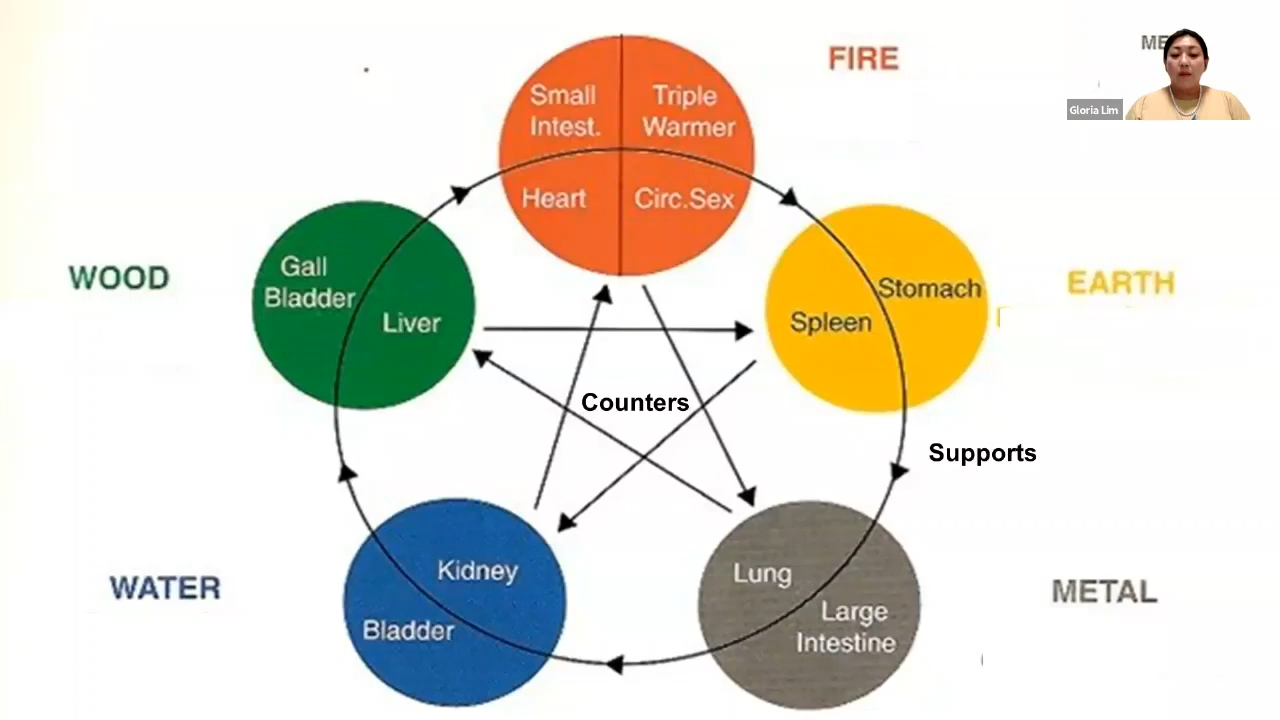 FIRE
Gloria Lim
Small
Intest.
Triple
Warmer
Heart
Circ.Sex
WOOD
Gall
Bladder
Liver
Spleen
Stomach
EARTH
Counters
Supports
WATER
Kidney
Bladder
Lung
Large
Intestine
METAL